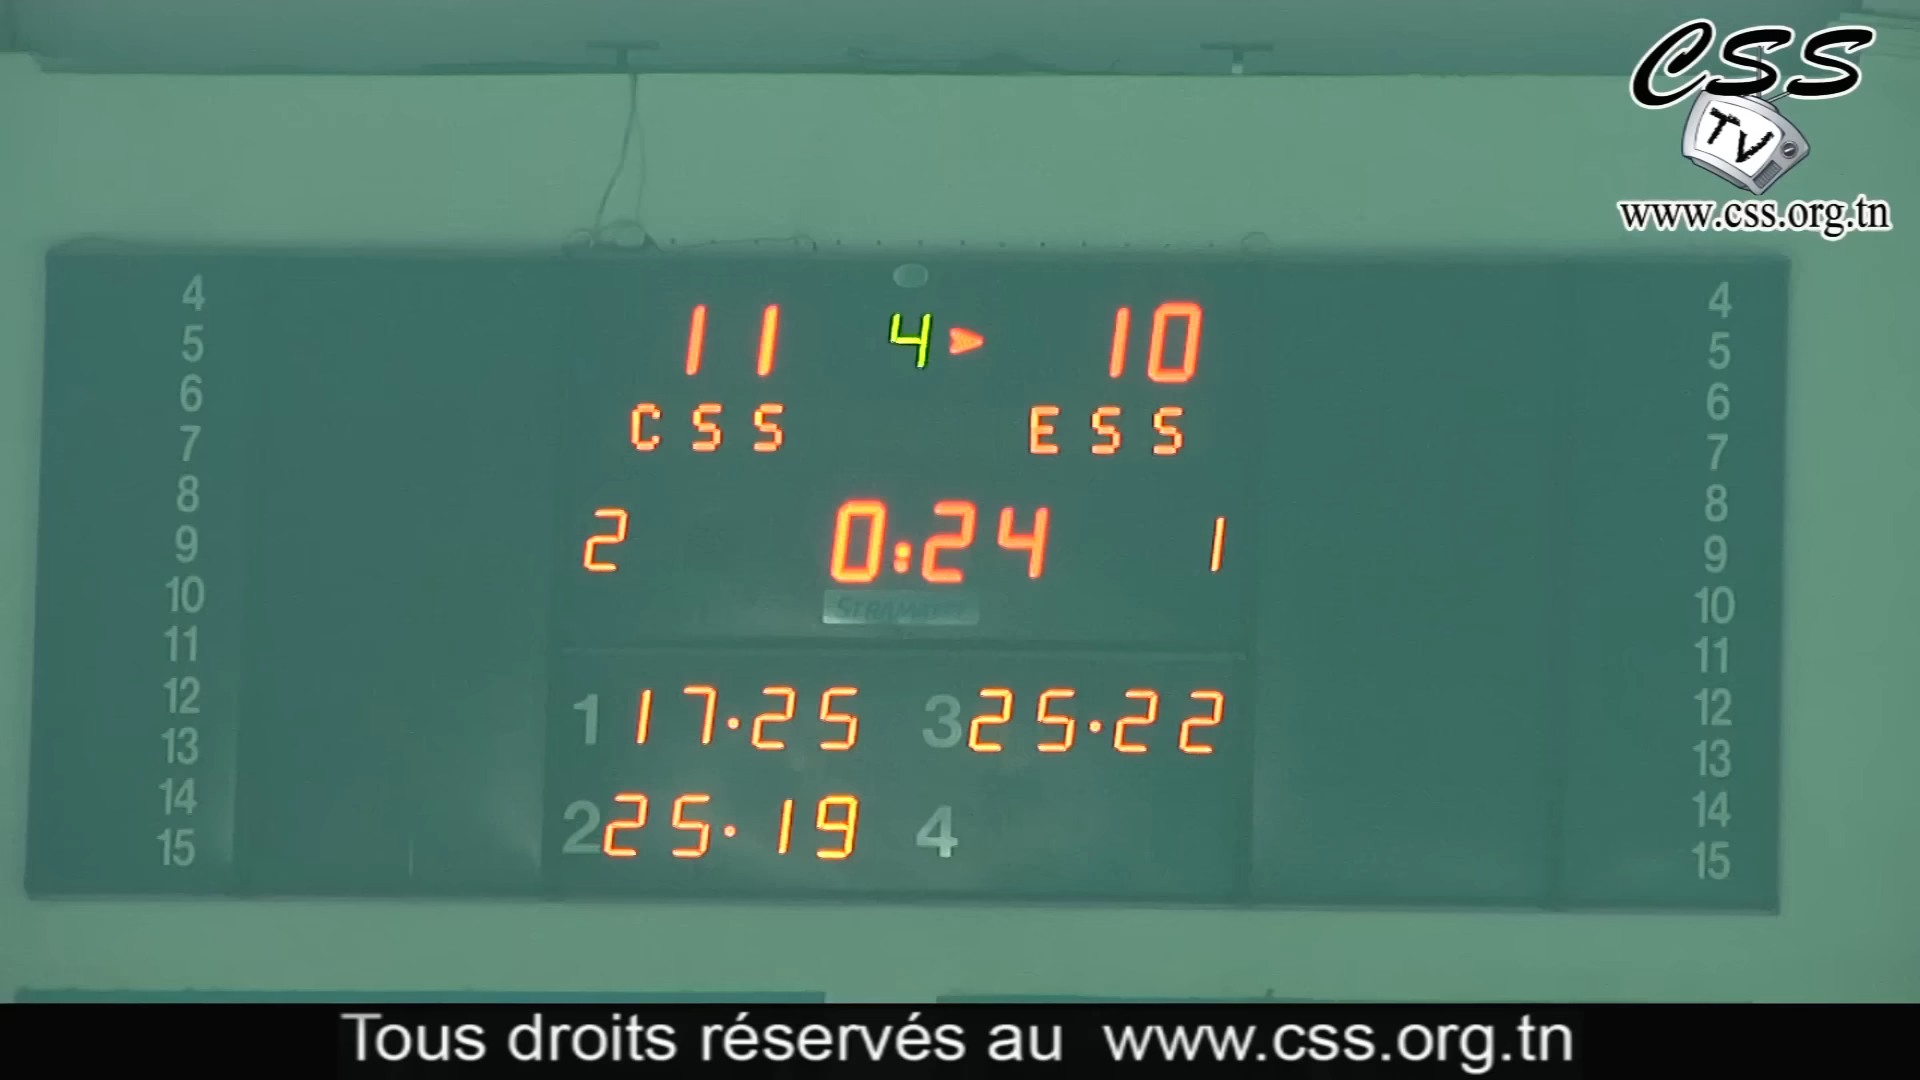 CSS
TV
www.css.org.tn
11 4 10
CSS ESS
2 0:24 1
1 17·25 3 25·22
2 25·19 4
4 4
5 5
6 6
7 7
8 8
9 9
10 10
11 11
12 12
13 13
14 14
15 15
Tous droits réservés au www.css.org.tn